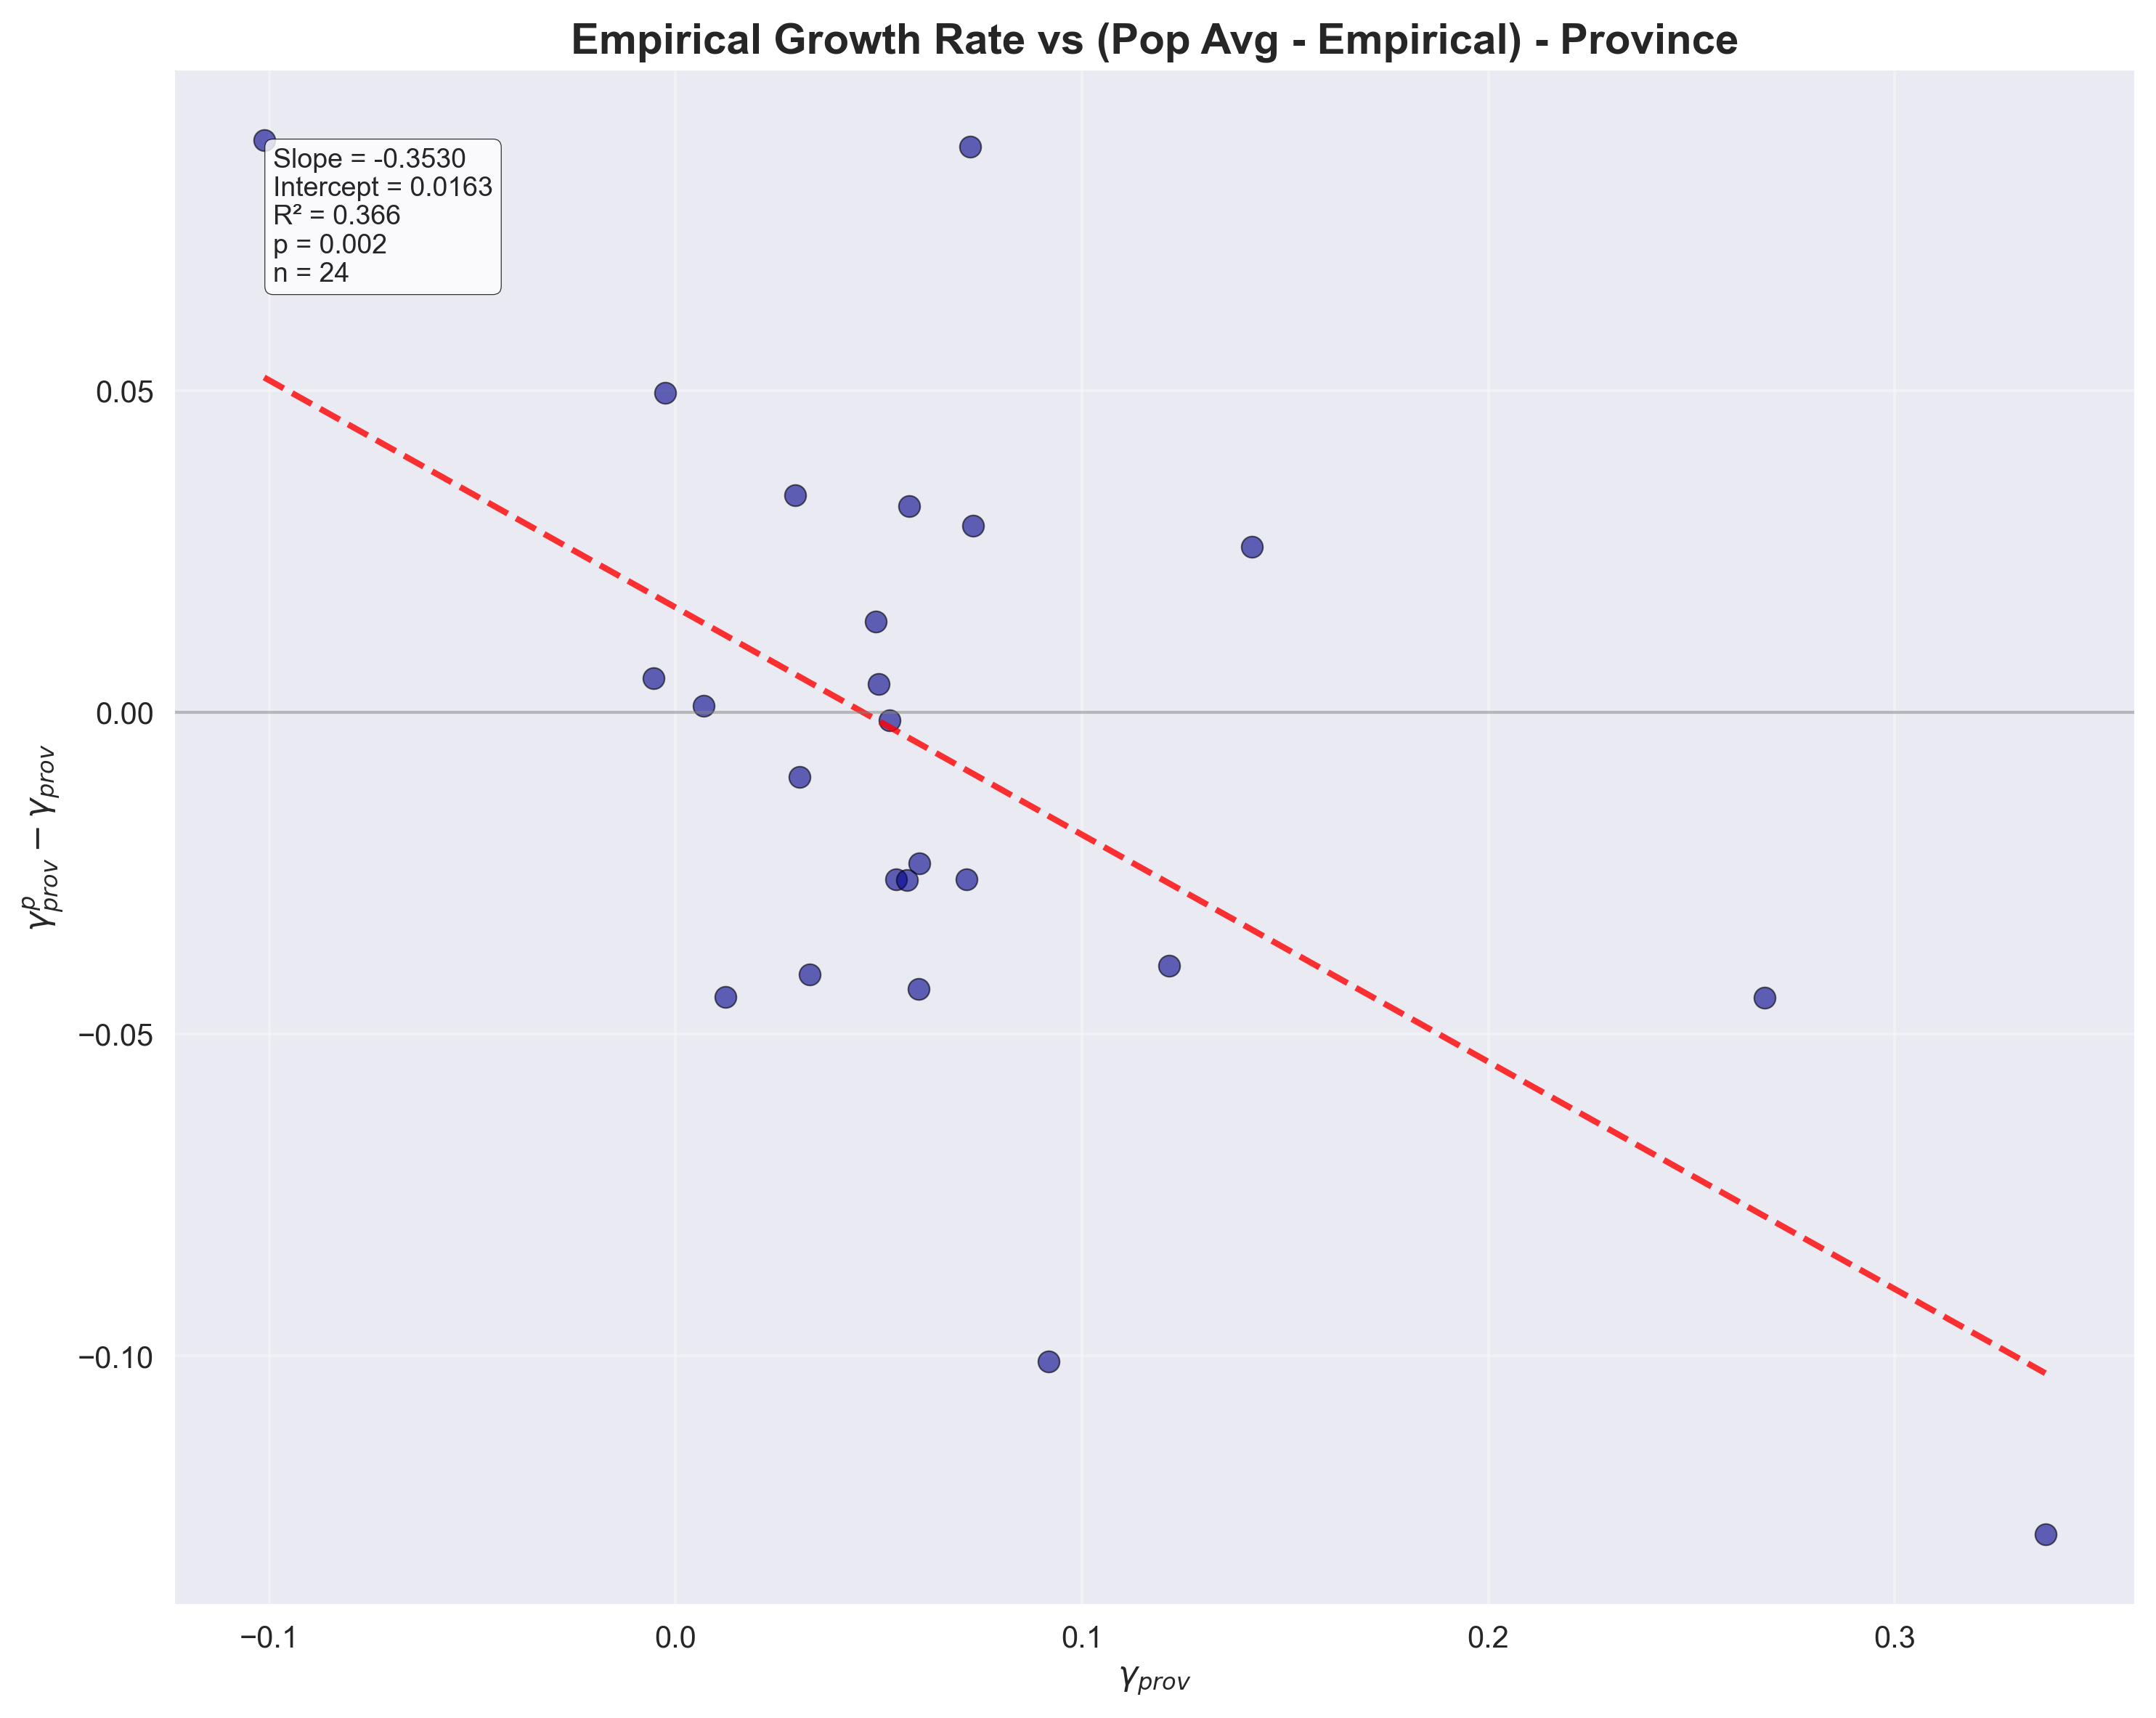 Empirical Growth Rate vs (Pop Avg - Empirical) - Province
Slope = -0.3530
Intercept = 0.0163
R² = 0.366
p = 0.002
n = 24
0.05
0.00
−0.05
−0.10
γ^p_prov − γ_prov
−0.1 0.0 0.1 0.2 0.3
γ_prov